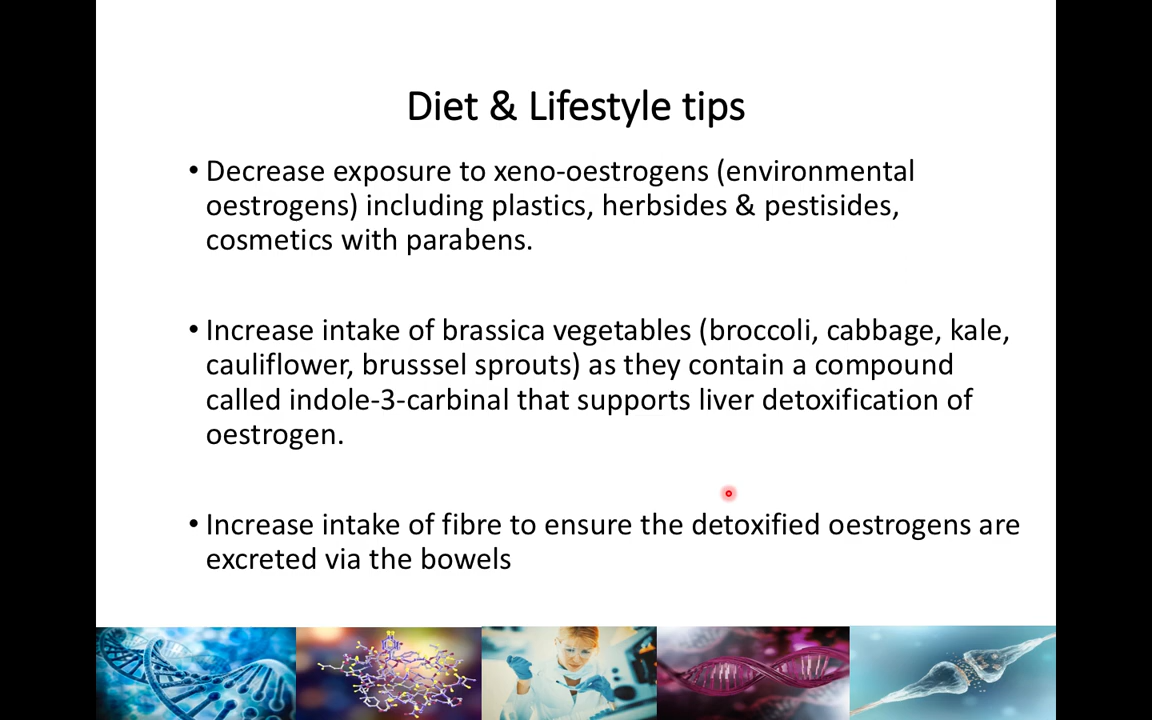 Diet & Lifestyle tips
• Decrease exposure to xeno-oestrogens (environmental
oestrogens) including plastics, herbsides & pestisides,
cosmetics with parabens.
• Increase intake of brassica vegetables (broccoli, cabbage, kale,
cauliflower, brusssel sprouts) as they contain a compound
called indole-3-carbinal that supports liver detoxification of
oestrogen.
• Increase intake of fibre to ensure the detoxified oestrogens are
excreted via the bowels